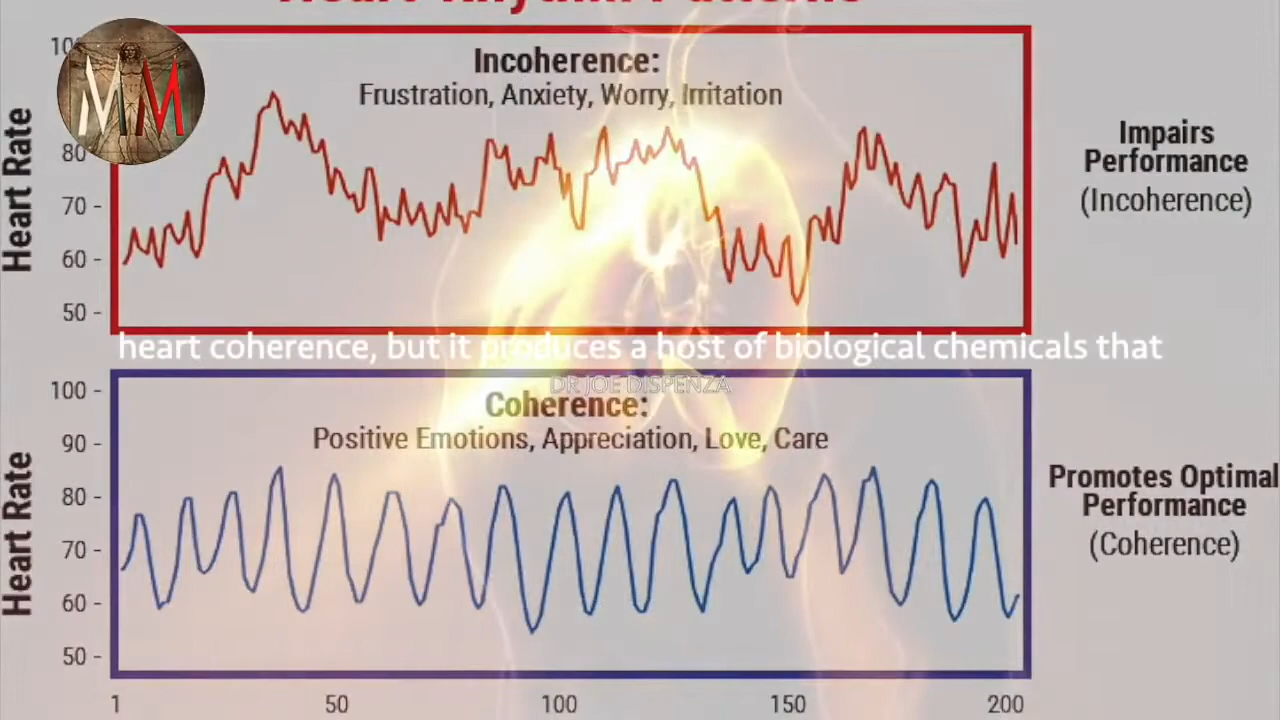 Heart Rhythm Patterns
Incoherence:
Frustration, Anxiety, Worry, Irritation
Heart Rate
80
70 -
60 -
50 -
Impairs
Performance
(Incoherence)
MM
heart coherence, but it produces a host of biological chemicals that
DR JOE DISPENZA
Coherence:
Positive Emotions, Appreciation, Love, Care
Heart Rate
100 -
90 -
80 -
70 -
60 -
50 -
Promotes Optimal
Performance
(Coherence)
1 50 100 150 200